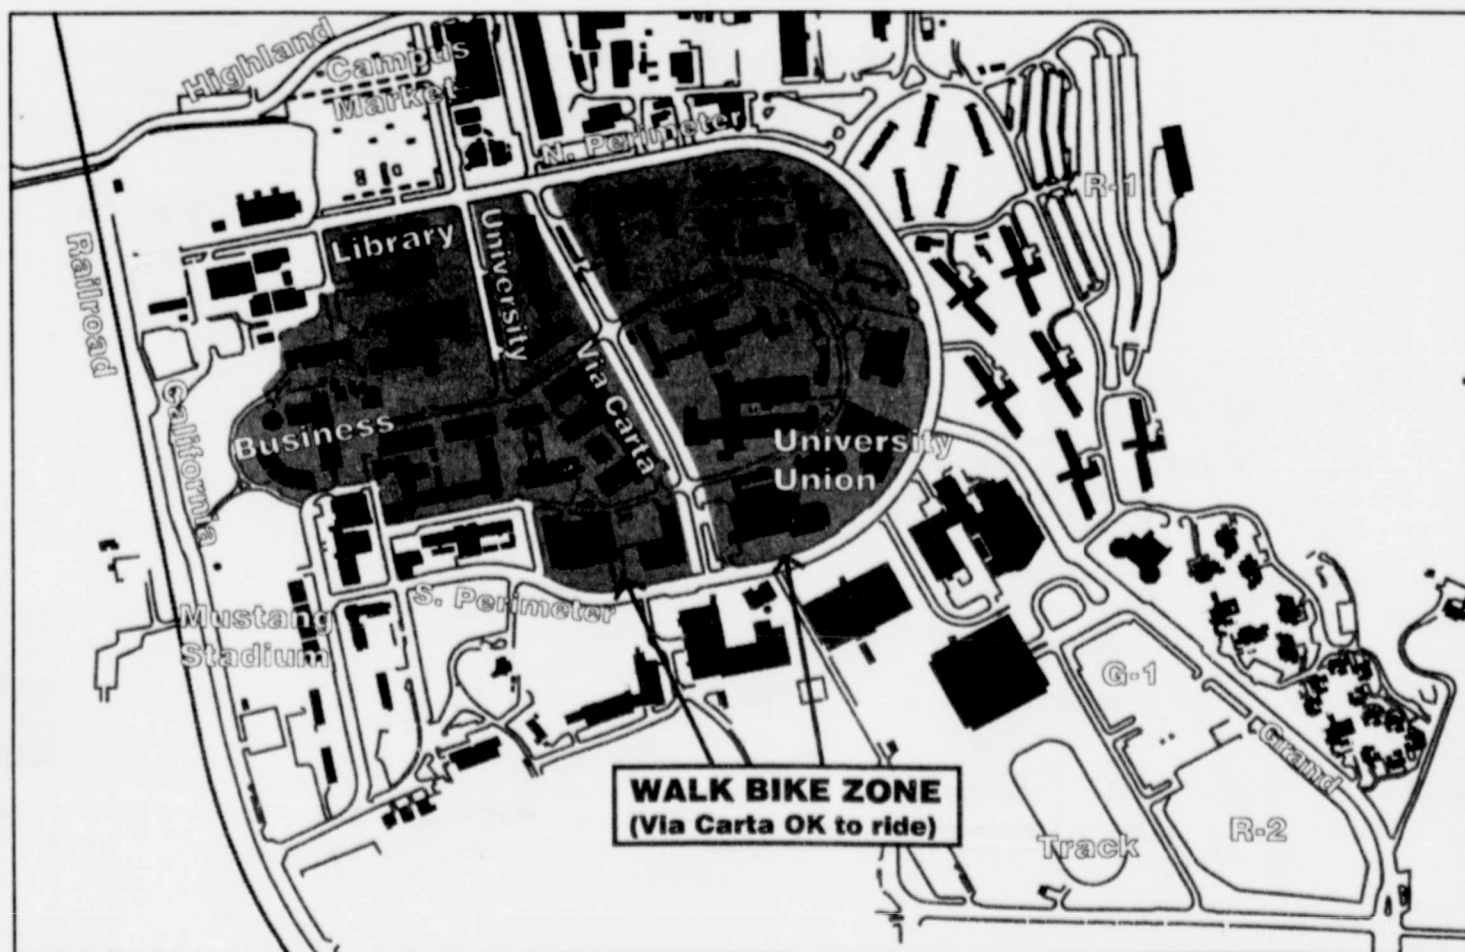 Highland
Campus
Market
N. Perimeter
R-1
Railroad
Library
University
Via Carta
California
Business
University
Union
S. Perimeter
Mustang
Stadium
G-1
Grand
WALK BIKE ZONE
(Via Carta OK to ride)
Track
R-2